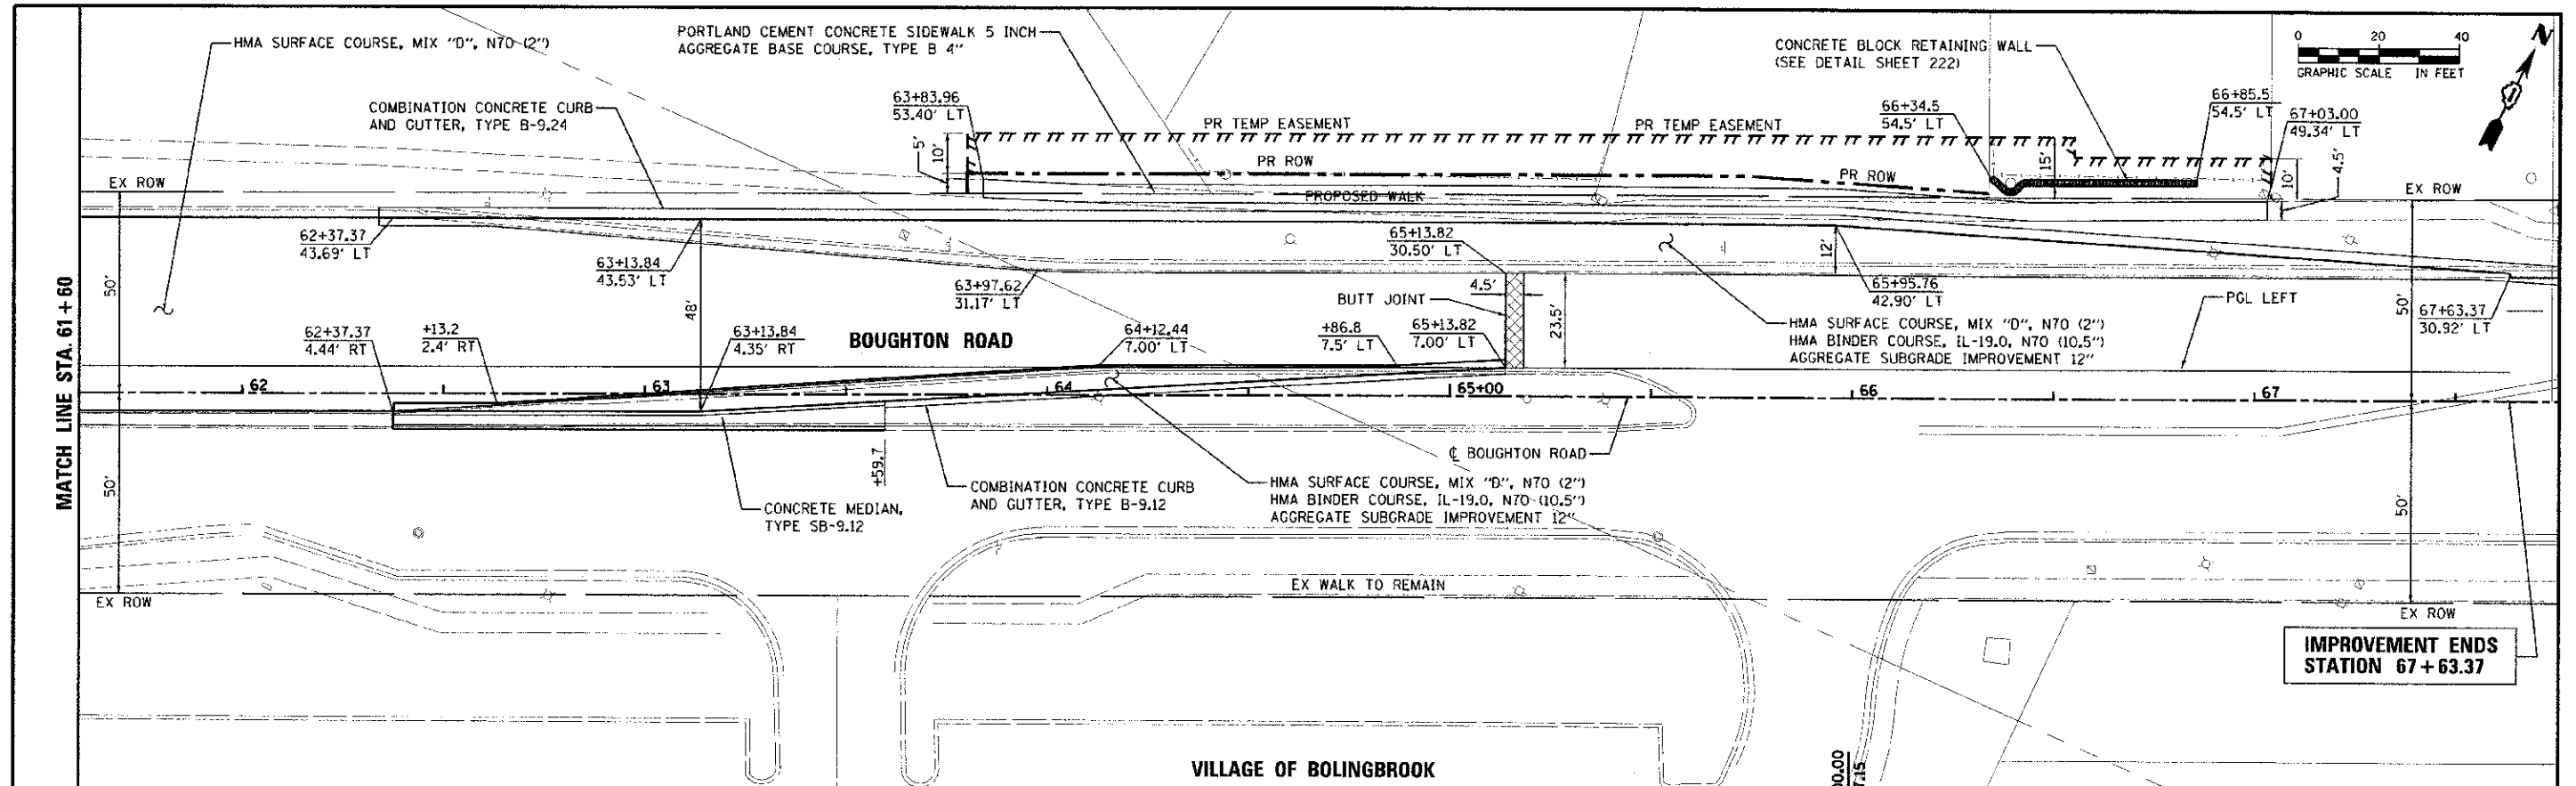 HMA SURFACE COURSE, MIX "D", N70 (2")
PORTLAND CEMENT CONCRETE SIDEWALK 5 INCH
AGGREGATE BASE COURSE, TYPE B 4"
CONCRETE BLOCK RETAINING WALL
(SEE DETAIL SHEET 222)
0 20 40
GRAPHIC SCALE IN FEET
N
COMBINATION CONCRETE CURB
AND GUTTER, TYPE B-9.24
63+83.96
53.40' LT
5'
10'
PR TEMP EASEMENT
PR TEMP EASEMENT
66+34.5
54.5' LT
66+85.5
54.5' LT
67+03.00
49.34' LT
15'
10'
4.5'
EX ROW
PR ROW
PR ROW
EX ROW
PROPOSED WALK
62+37.37
43.69' LT
63+13.84
43.53' LT
63+97.62
31.17' LT
65+13.82
30.50' LT
12'
65+95.76
42.90' LT
PGL LEFT
67+63.37
30.92' LT
MATCH LINE STA. 61+60
50'
48'
4.5'
BUTT JOINT
23.5'
50'
62+37.37
4.44' RT
+13.2
2.4' RT
63+13.84
4.35' RT
BOUGHTON ROAD
64+12.44
7.00' LT
+86.8
7.5' LT
65+13.82
7.00' LT
HMA SURFACE COURSE, MIX "D", N70 (2")
HMA BINDER COURSE, IL-19.0, N70 (10.5")
AGGREGATE SUBGRADE IMPROVEMENT 12"
62
63
64
65+00
66
67
50'
+59.7
CONCRETE MEDIAN,
TYPE SB-9.12
COMBINATION CONCRETE CURB
AND GUTTER, TYPE B-9.12
℄ BOUGHTON ROAD
HMA SURFACE COURSE, MIX "D", N70 (2")
HMA BINDER COURSE, IL-19.0, N70 (10.5")
AGGREGATE SUBGRADE IMPROVEMENT 12"
50'
EX ROW
EX WALK TO REMAIN
EX ROW
IMPROVEMENT ENDS
STATION 67+63.37
VILLAGE OF BOLINGBROOK